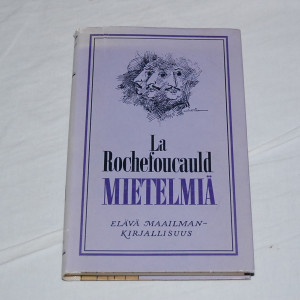 La
Rochefoucauld
MIETELMIÄ
ELÄVÄ MAAILMAN-
KIRJALLISUUS